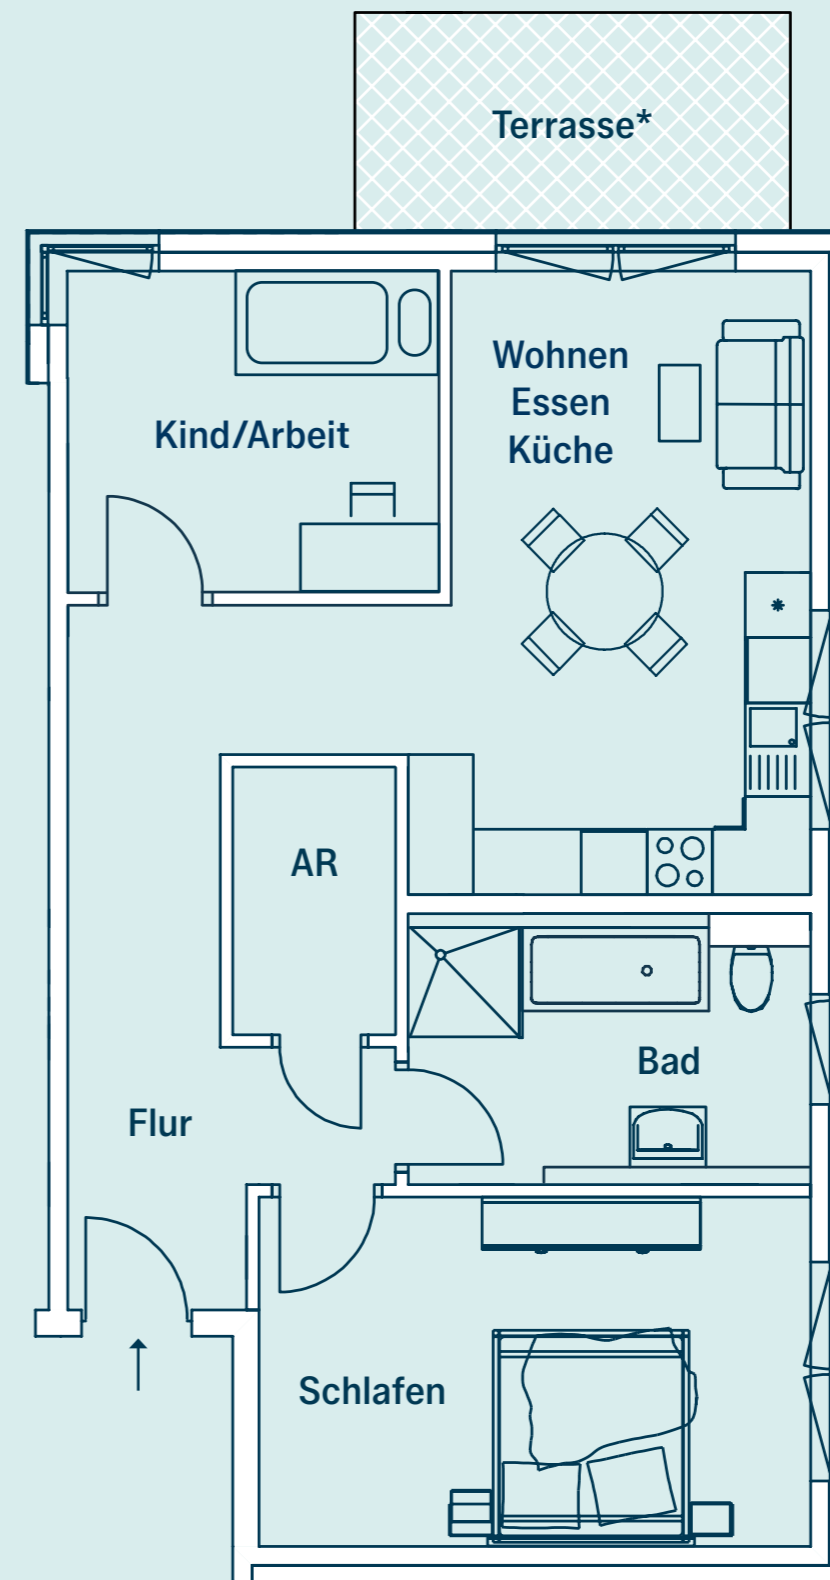 Terrasse*
Wohnen
Essen
Küche
Kind/Arbeit
AR
Bad
Flur
Schlafen